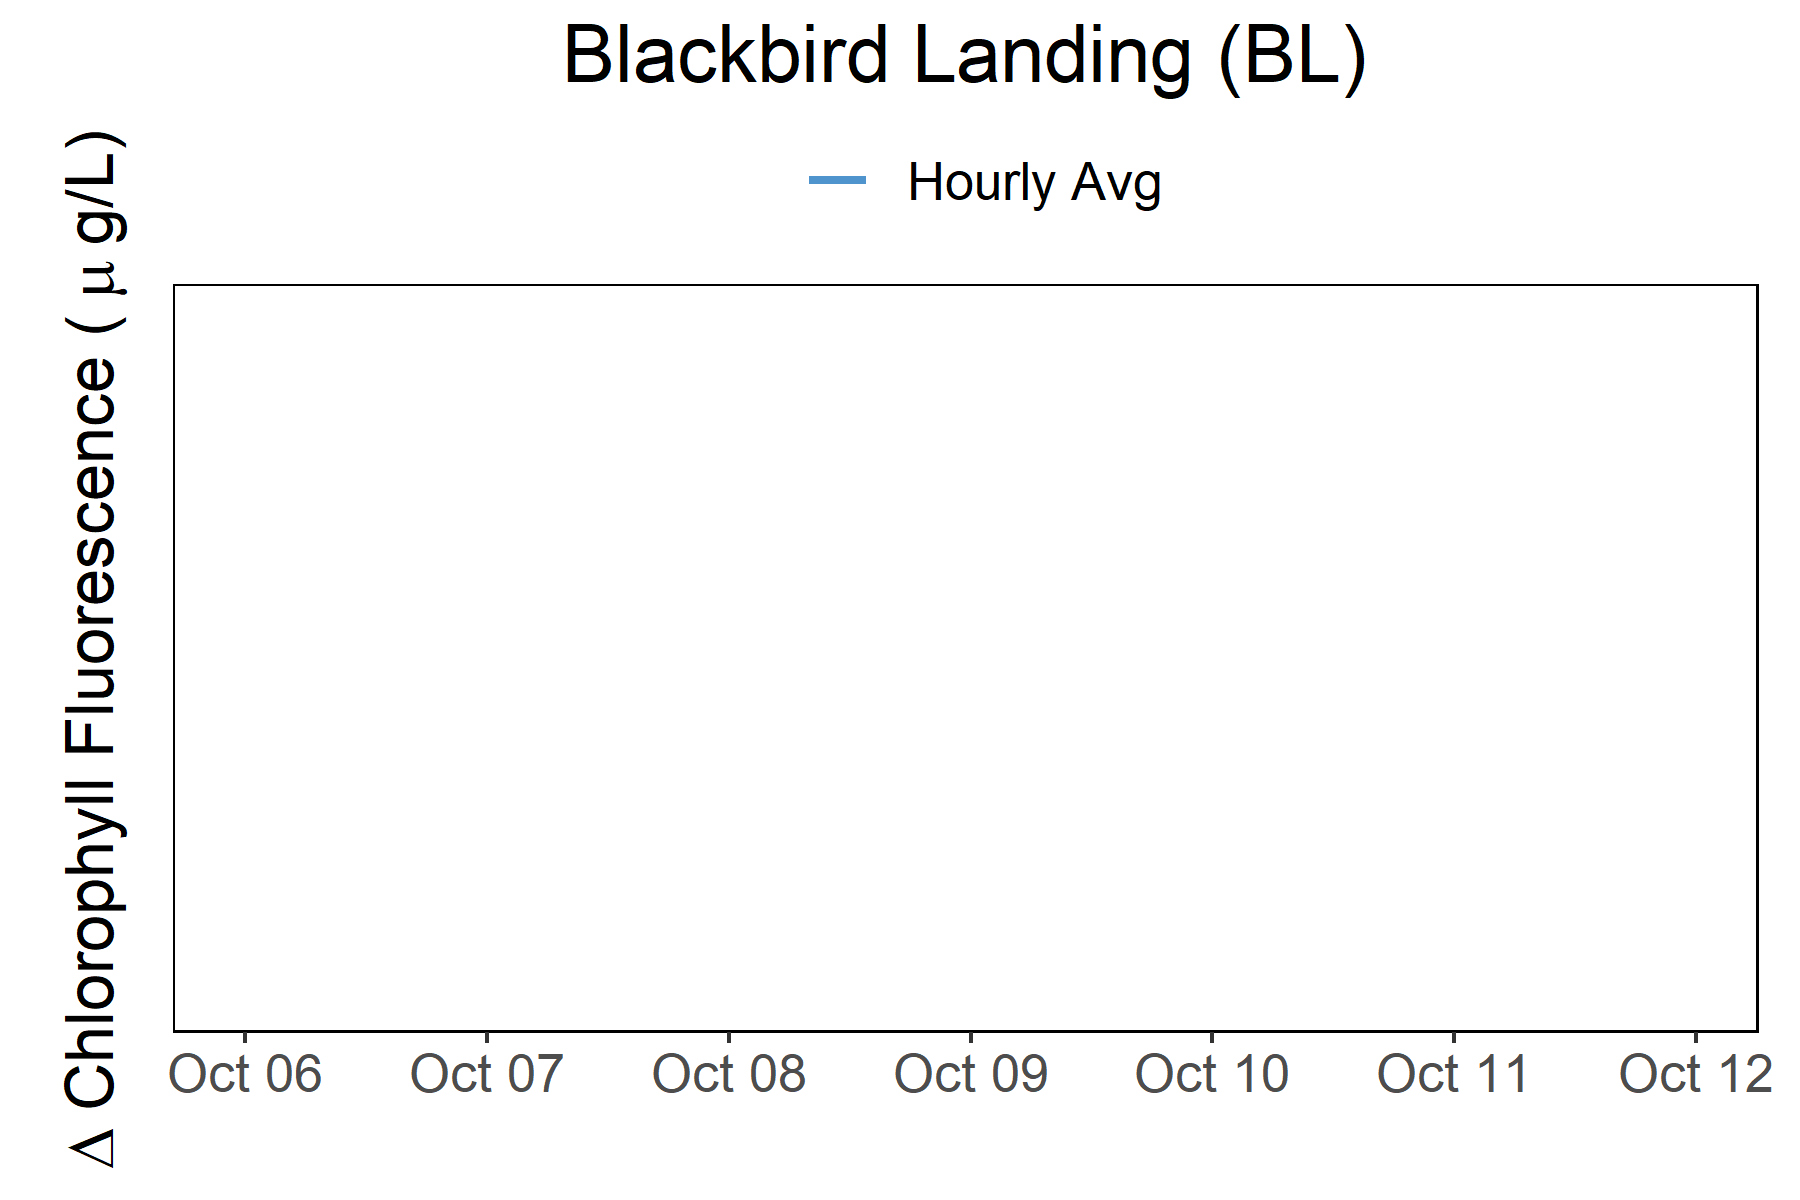 Blackbird Landing (BL)
Hourly Avg
Δ Chlorophyll Fluorescence ( μ g/L)
Oct 06 Oct 07 Oct 08 Oct 09 Oct 10 Oct 11 Oct 12